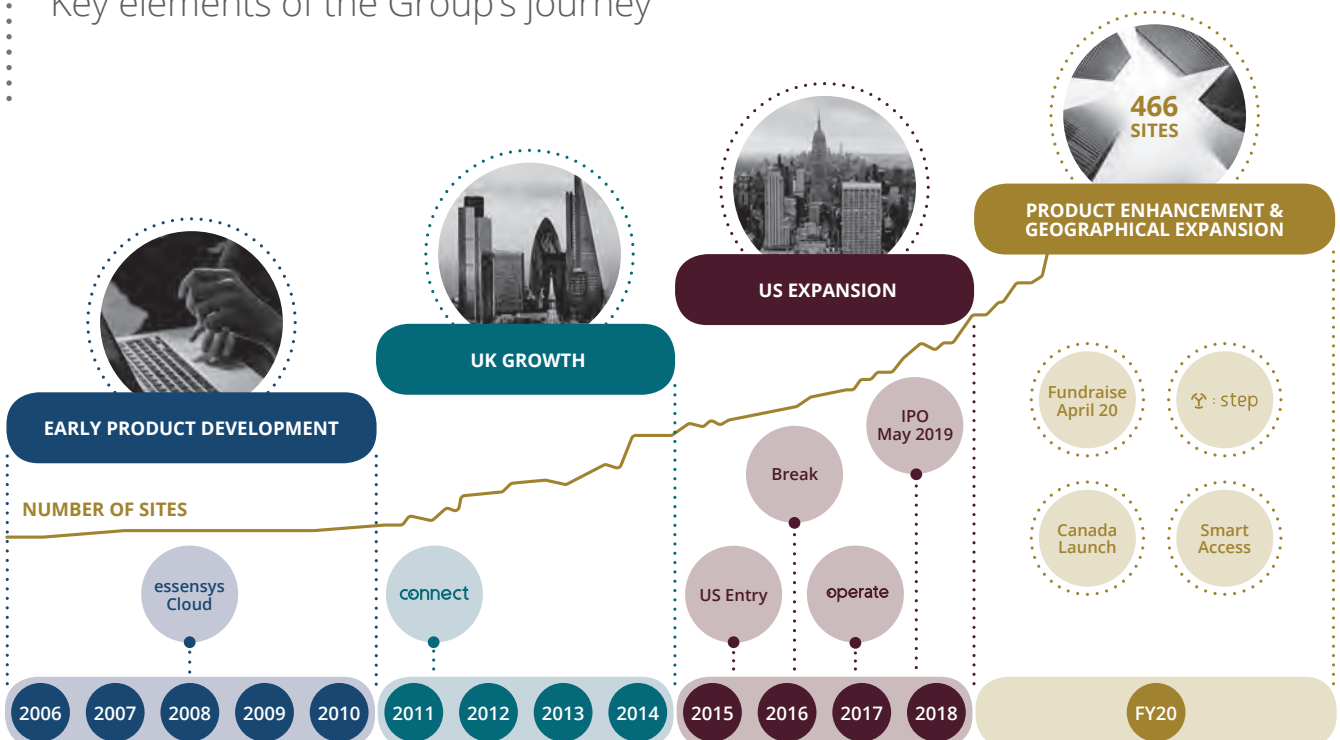 Key elements of the Group's journey
466
SITES
PRODUCT ENHANCEMENT &
GEOGRAPHICAL EXPANSION
US EXPANSION
UK GROWTH
EARLY PRODUCT DEVELOPMENT
NUMBER OF SITES
essensys
Cloud
connect
US Entry
Break
operate
IPO
May 2019
Fundraise
April 20
: step
Canada
Launch
Smart
Access
2006
2007
2008
2009
2010
2011
2012
2013
2014
2015
2016
2017
2018
FY20